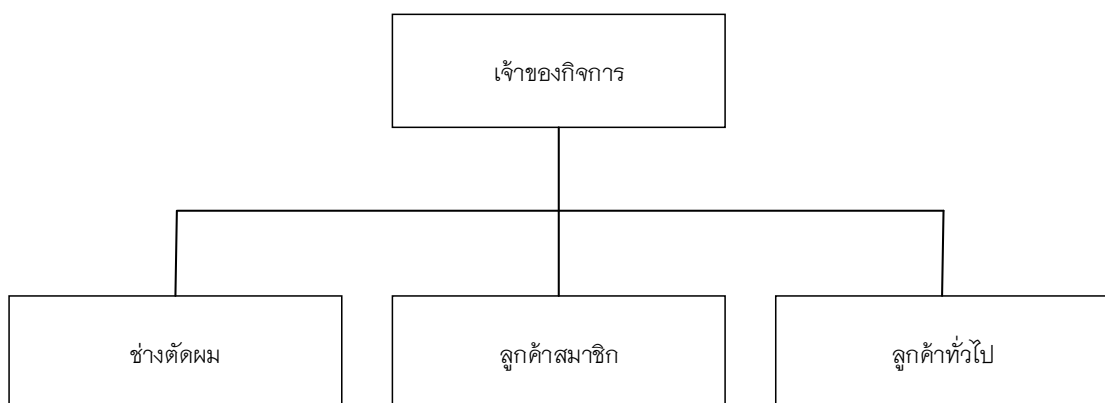 เจ้าของกิจการ
ช่างตัดผม
ลูกค้าสมาชิก
ลูกค้าทั่วไป